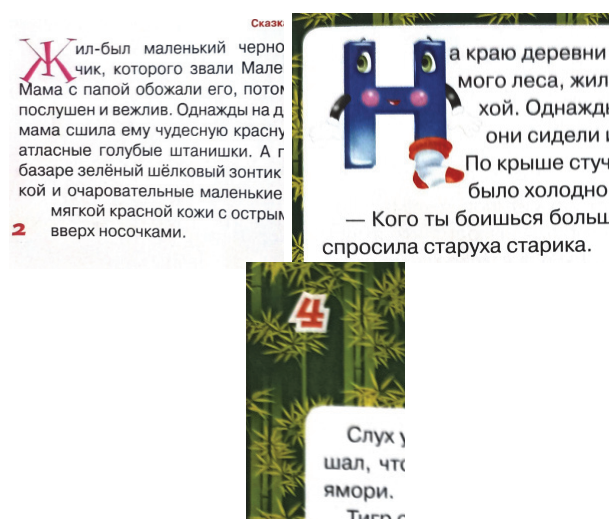 Сказк
Жил-был маленький черно
чик, которого звали Мале
Мама с папой обожали его, пото
послушен и вежлив. Однажды на д
мама сшила ему чудесную красну
атласные голубые штанишки. А п
базаре зелёный шёлковый зонтик
кой и очаровательные маленькие
мягкой красной кожи с острым
вверх носочками.
2
На краю деревни
мого леса, жил
хой. Однажды
они сидели и
По крыше стуч
было холодно
— Кого ты боишься больш
спросила старуха старика.
4
Слух у
шал, что
ямори.
Тигр